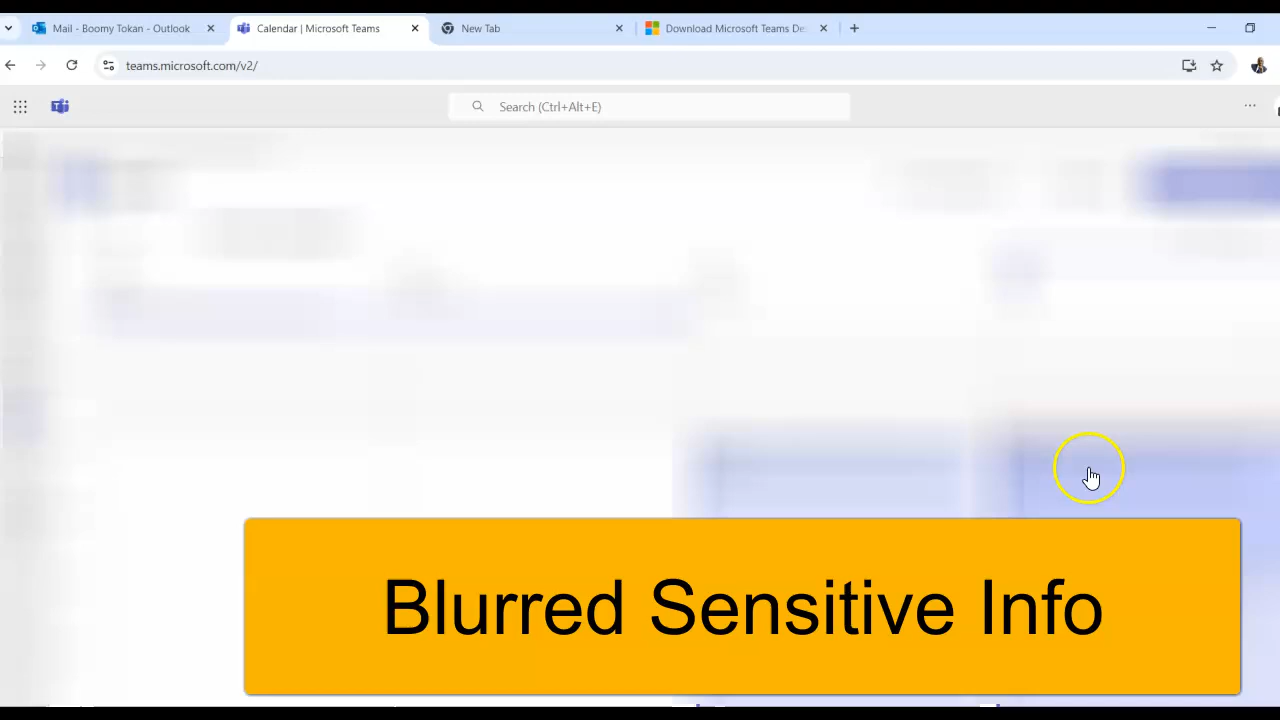 Mail - Boomy Tokan - Outlook
Calendar | Microsoft Teams
New Tab
Download Microsoft Teams De
teams.microsoft.com/v2/
Search (Ctrl+Alt+E)
Blurred Sensitive Info